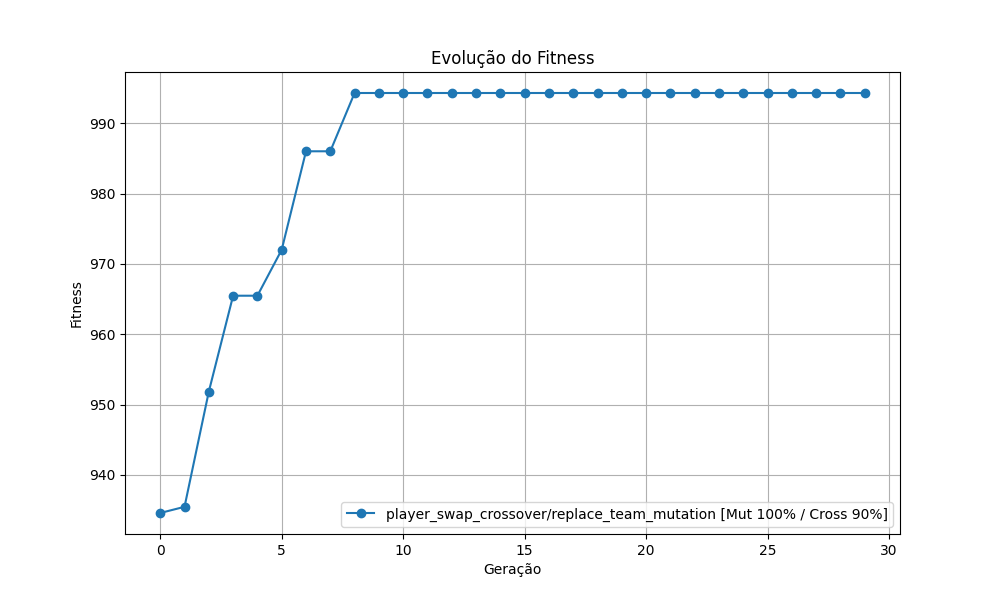 Evolução do Fitness
Fitness
990
980
970
960
950
940
player_swap_crossover/replace_team_mutation [Mut 100% / Cross 90%]
0 5 10 15 20 25 30
Geração